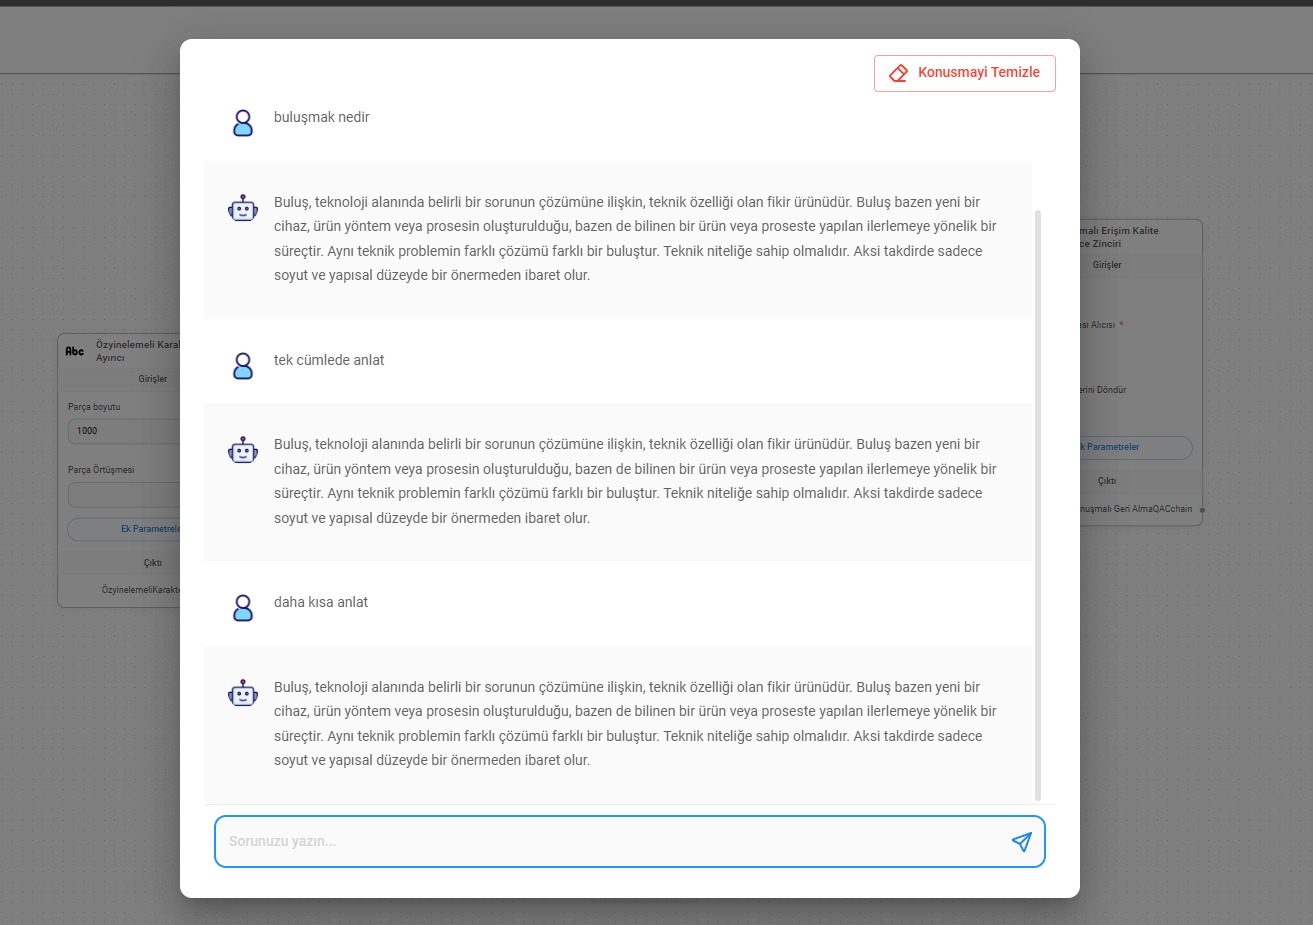 Konusmayi Temizle
buluşmak nedir
Buluş, teknoloji alanında belirli bir sorunun çözümüne ilişkin, teknik özelliği olan fikir ürünüdür. Buluş bazen yeni bir
cihaz, ürün yöntem veya prosesin oluşturulduğu, bazen de bilinen bir ürün veya proseste yapılan ilerlemeye yönelik bir
süreçtir. Aynı teknik problemin farklı çözümü farklı bir buluştur. Teknik niteliğe sahip olmalıdır. Aksi takdirde sadece
soyut ve yapısal düzeyde bir önermeden ibaret olur.
tek cümlede anlat
Buluş, teknoloji alanında belirli bir sorunun çözümüne ilişkin, teknik özelliği olan fikir ürünüdür. Buluş bazen yeni bir
cihaz, ürün yöntem veya prosesin oluşturulduğu, bazen de bilinen bir ürün veya proseste yapılan ilerlemeye yönelik bir
süreçtir. Aynı teknik problemin farklı çözümü farklı bir buluştur. Teknik niteliğe sahip olmalıdır. Aksi takdirde sadece
soyut ve yapısal düzeyde bir önermeden ibaret olur.
daha kısa anlat
Buluş, teknoloji alanında belirli bir sorunun çözümüne ilişkin, teknik özelliği olan fikir ürünüdür. Buluş bazen yeni bir
cihaz, ürün yöntem veya prosesin oluşturulduğu, bazen de bilinen bir ürün veya proseste yapılan ilerlemeye yönelik bir
süreçtir. Aynı teknik problemin farklı çözümü farklı bir buluştur. Teknik niteliğe sahip olmalıdır. Aksi takdirde sadece
soyut ve yapısal düzeyde bir önermeden ibaret olur.
Sorunuzu yazın...
Abc
Özyinelemeli Karak
Ayırıcı
Girişler
Parça boyutu
1000
Parça Örtüşmesi
Ek Parametrele
Çıktı
ÖzyinelemeliKarakte
malı Erişim Kalite
ce Zinciri
Girişler
ası Alıcısı *
erini Döndür
k Parametreler
Çıktı
nuşmalı Geri AlmaQACchain